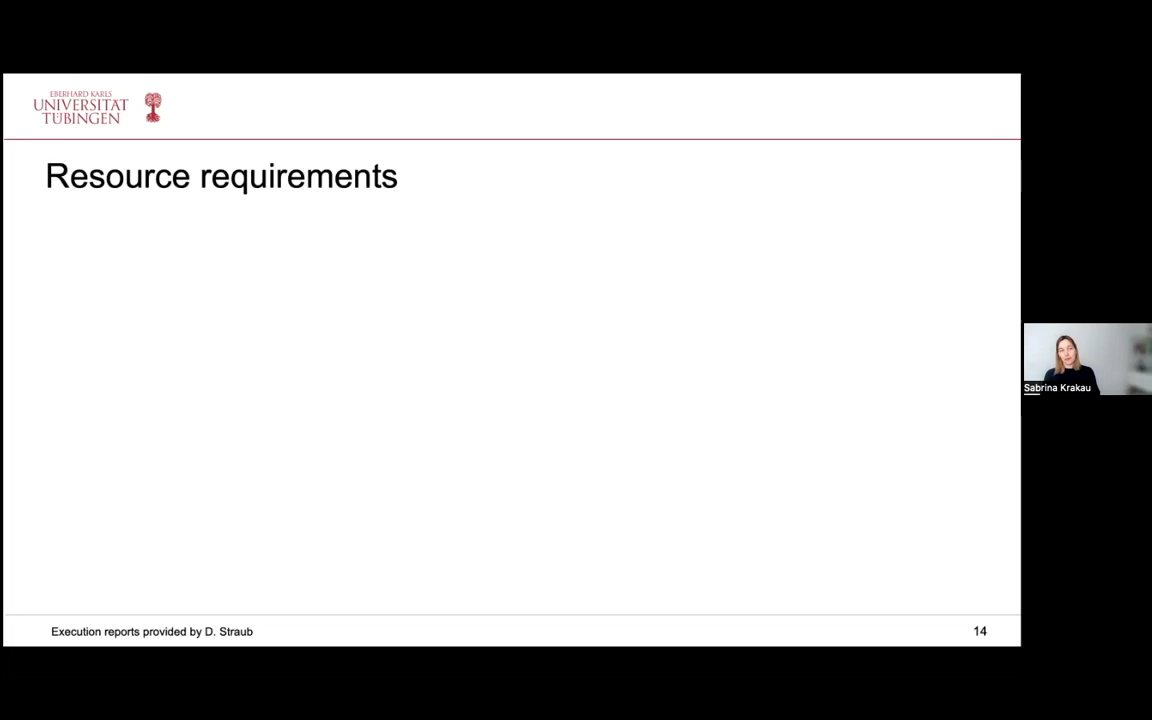 EBERHARD KARLS
UNIVERSITÄT
TÜBINGEN
Resource requirements
Sabrina Krakau
Execution reports provided by D. Straub
14